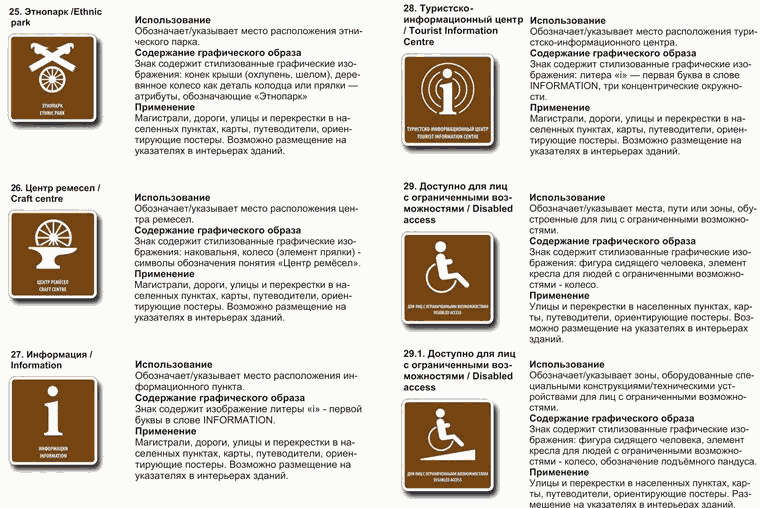 25. Этнопарк /Ethnic
park
ЭТНОПАРК
ETHNIC PARK
Использование
Обозначает/указывает место расположения этни-
ческого парка.
Содержание графического образа
Знак содержит стилизованные графические изо-
бражения: конек крыши (охлупень, шелом), дере-
вянное колесо как деталь колодца или прялки —
атрибуты, обозначающие «Этнопарк»
Применение
Магистрали, дороги, улицы и перекрестки в на-
селенных пунктах, карты, путеводители, ориен-
тирующие постеры. Возможно размещение на
указателях в интерьерах зданий.
26. Центр ремесел /
Craft centre
ЦЕНТР РЕМЁСЕЛ
CRAFT CENTRE
Использование
Обозначает/указывает место расположения цен-
тра ремесел.
Содержание графического образа
Знак содержит стилизованные графические изо-
бражения: наковальня, колесо (элемент прялки) -
символы обозначения понятия «Центр ремёсел».
Применение
Магистрали, дороги, улицы и перекрестки в на-
селенных пунктах, карты, путеводители, ориен-
тирующие постеры. Возможно размещение на
указателях в интерьерах зданий.
27. Информация /
Information
i
ИНФОРМАЦИЯ
INFORMATION
Использование
Обозначает/указывает место расположения ин-
формационного пункта.
Содержание графического образа
Знак содержит изображение литеры «i» - первой
буквы в слове INFORMATION.
Применение
Магистрали, дороги, улицы и перекрестки в на-
селенных пунктах, карты, путеводители, ориен-
тирующие постеры. Возможно размещение на
указателях в интерьерах зданий.
28. Туристско-
информационный центр
/ Tourist Information
Centre
i
ТУРИСТСКО-ИНФОРМАЦИОННЫЙ ЦЕНТР
TOURIST INFORMATION CENTRE
Использование
Обозначает/указывает место расположения тури-
стско-информационного центра.
Содержание графического образа
Знак содержит стилизованные графические изо-
бражения: литера «i» — первая буква в слове
INFORMATION, три концентрические окружно-
сти.
Применение
Магистрали, дороги, улицы и перекрестки в на-
селенных пунктах, карты, путеводители, ориен-
тирующие постеры. Возможно размещение на
указателях в интерьерах зданий.
29. Доступно для лиц
с ограниченными воз-
можностями / Disabled
access
ДЛЯ ЛИЦ С ОГРАНИЧЕННЫМИ ВОЗМОЖНОСТЯМИ
DISABLED ACCESS
Использование
Обозначает/указывает места, пути или зоны, обу-
строенные для лиц с ограниченными возможно-
стями.
Содержание графического образа
Знак содержит стилизованные графические изо-
бражения: фигура сидящего человека, элемент
кресла для людей с ограниченными возможно-
стями - колесо.
Применение
Улицы и перекрестки в населенных пунктах, кар-
ты, путеводители, ориентирующие постеры. Воз-
можно размещение на указателях в интерьерах
зданий.
29.1. Доступно для лиц
с ограниченными воз-
можностями / Disabled
access
ДЛЯ ЛИЦ С ОГРАНИЧЕННЫМИ ВОЗМОЖНОСТЯМИ
DISABLED ACCESS
Использование
Обозначает/указывает зоны, оборудованные спе-
циальными конструкциями/техническими уст-
ройствами для лиц с ограниченными возможно-
стями.
Содержание графического образа
Знак содержит стилизованные графические изо-
бражения: фигура сидящего человека, элемент
кресла для людей с ограниченными возможно-
стями - колесо, обозначение подъёмного пандуса.
Применение
Улицы и перекрестки в населенных пунктах, кар-
ты, путеводители, ориентирующие постеры. Раз-
мещение на указателях в интерьерах зданий.